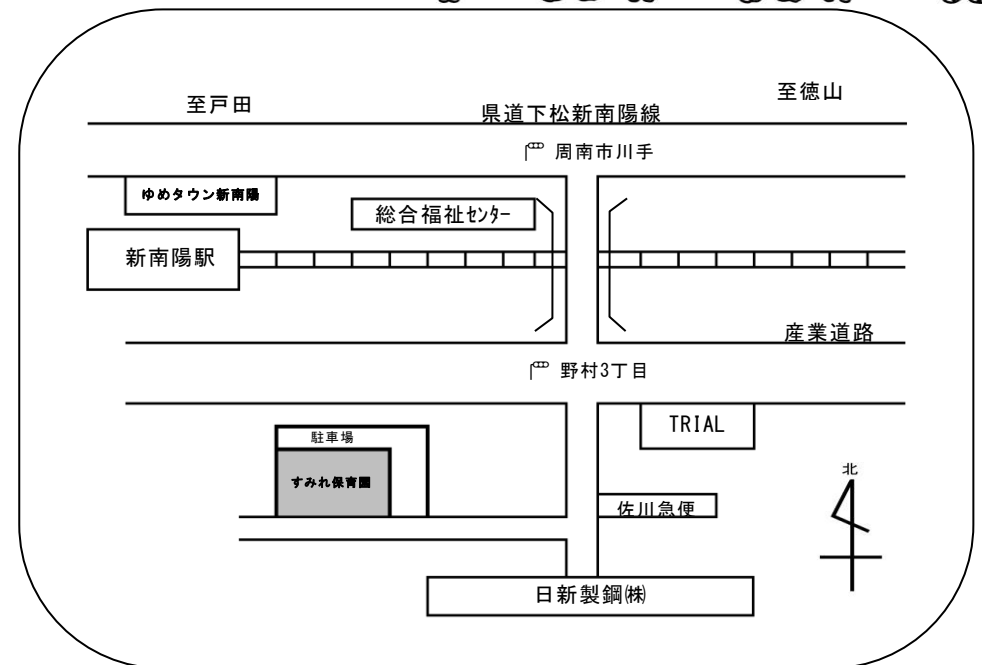 至戸田
至徳山
県道下松新南陽線
周南市川手
ゆめタウン新南陽
総合福祉ｾﾝﾀｰ
新南陽駅
産業道路
野村3丁目
TRIAL
駐車場
すみれ保育園
北
佐川急便
日新製鋼㈱